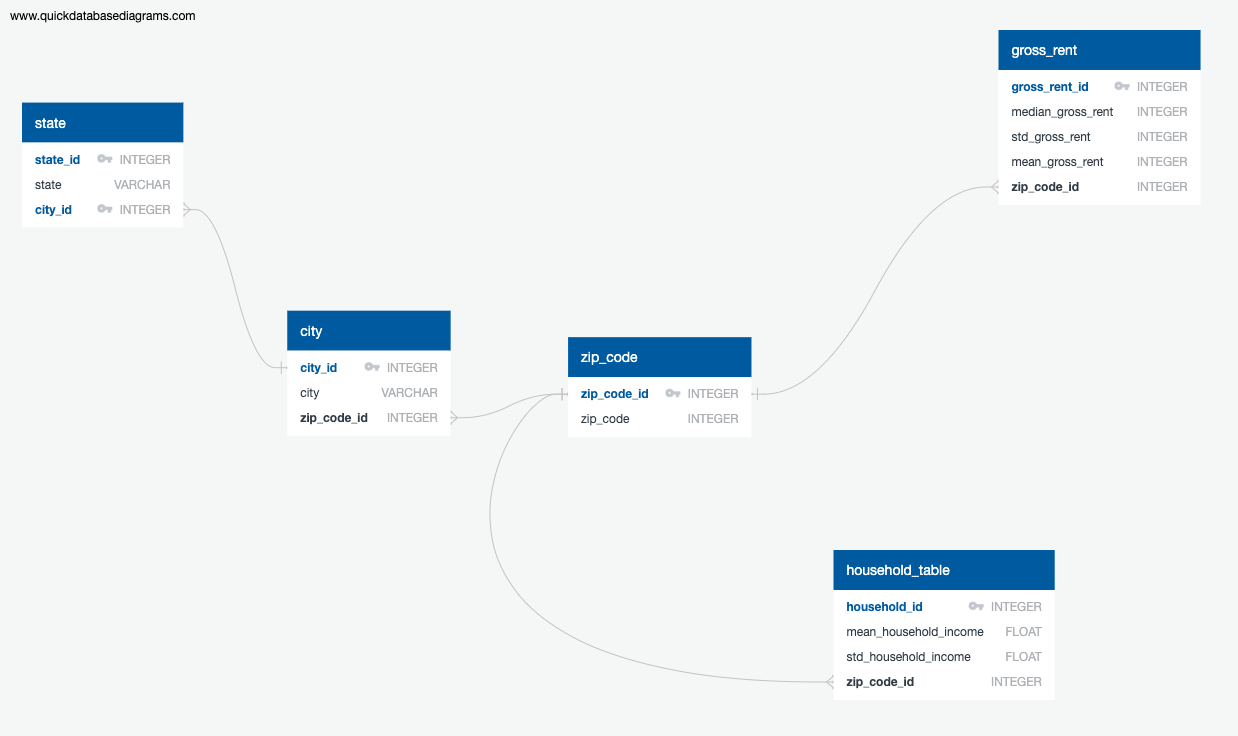 www.quickdatabasediagrams.com
state
state_id INTEGER
state VARCHAR
city_id INTEGER
city
city_id INTEGER
city VARCHAR
zip_code_id INTEGER
zip_code
zip_code_id INTEGER
zip_code INTEGER
gross_rent
gross_rent_id INTEGER
median_gross_rent INTEGER
std_gross_rent INTEGER
mean_gross_rent INTEGER
zip_code_id INTEGER
household_table
household_id INTEGER
mean_household_income FLOAT
std_household_income FLOAT
zip_code_id INTEGER